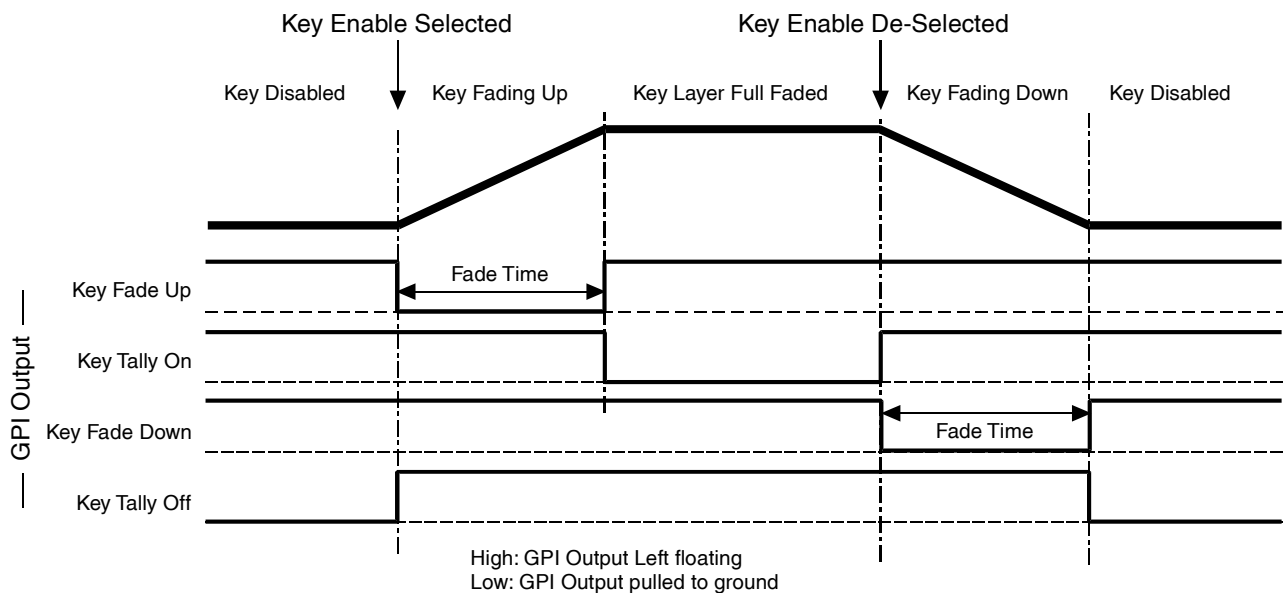 Key Enable Selected
Key Enable De-Selected
Key Disabled
Key Fading Up
Key Layer Full Faded
Key Fading Down
Key Disabled
GPI Output
Key Fade Up
Fade Time
Key Tally On
Key Fade Down
Fade Time
Key Tally Off
High: GPI Output Left floating
Low: GPI Output pulled to ground